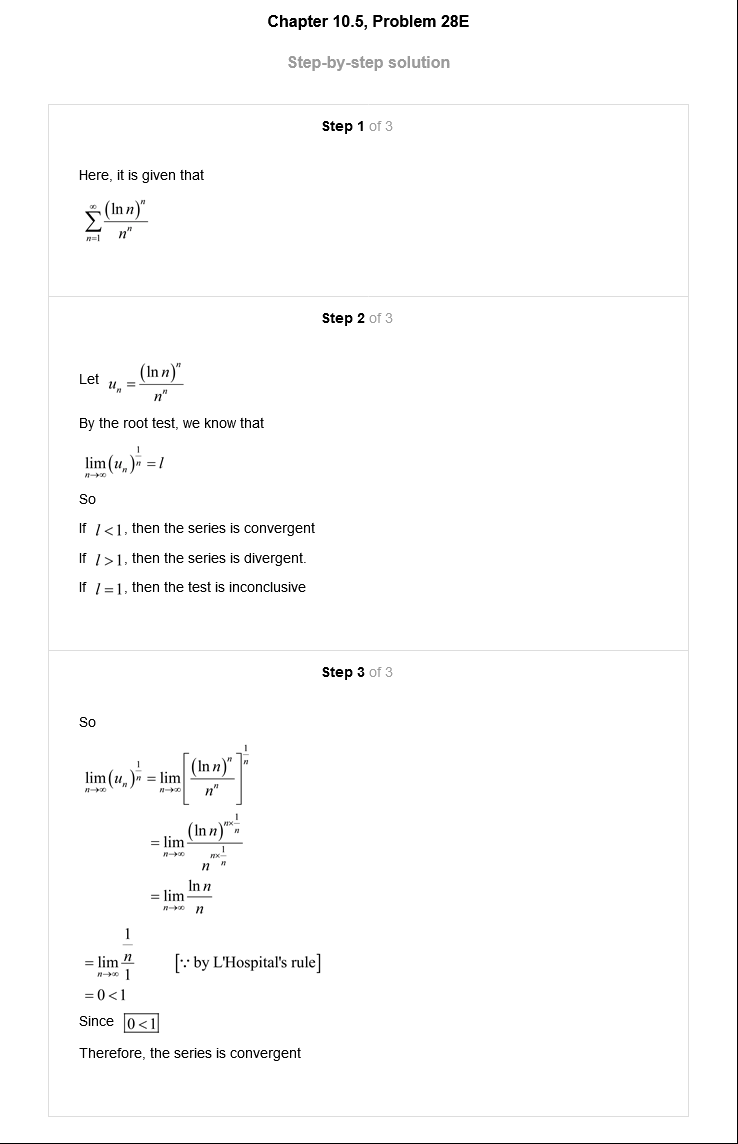 Chapter 10.5, Problem 28E
Step-by-step solution
Step 1 of 3
Here, it is given that
$\sum_{n=1}^{\infty} \frac{(\ln n)^n}{n^n}$
Step 2 of 3
Let $u_n = \frac{(\ln n)^n}{n^n}$
By the root test, we know that
$\lim_{n \to \infty} (u_n)^{\frac{1}{n}} = l$
So
If $l < 1$, then the series is convergent
If $l > 1$, then the series is divergent.
If $l = 1$, then the test is inconclusive
Step 3 of 3
So
$\lim_{n \to \infty} (u_n)^{\frac{1}{n}} = \lim_{n \to \infty} \left[ \frac{(\ln n)^n}{n^n} \right]^{\frac{1}{n}}$
$= \lim_{n \to \infty} \frac{(\ln n)^{n \times \frac{1}{n}}}{n^{n \times \frac{1}{n}}}$
$= \lim_{n \to \infty} \frac{\ln n}{n}$
$= \lim_{n \to \infty} \frac{\frac{1}{n}}{1}$ [∵ by L'Hospital's rule]
$= 0 < 1$
Since $\boxed{0 < 1}$
Therefore, the series is convergent